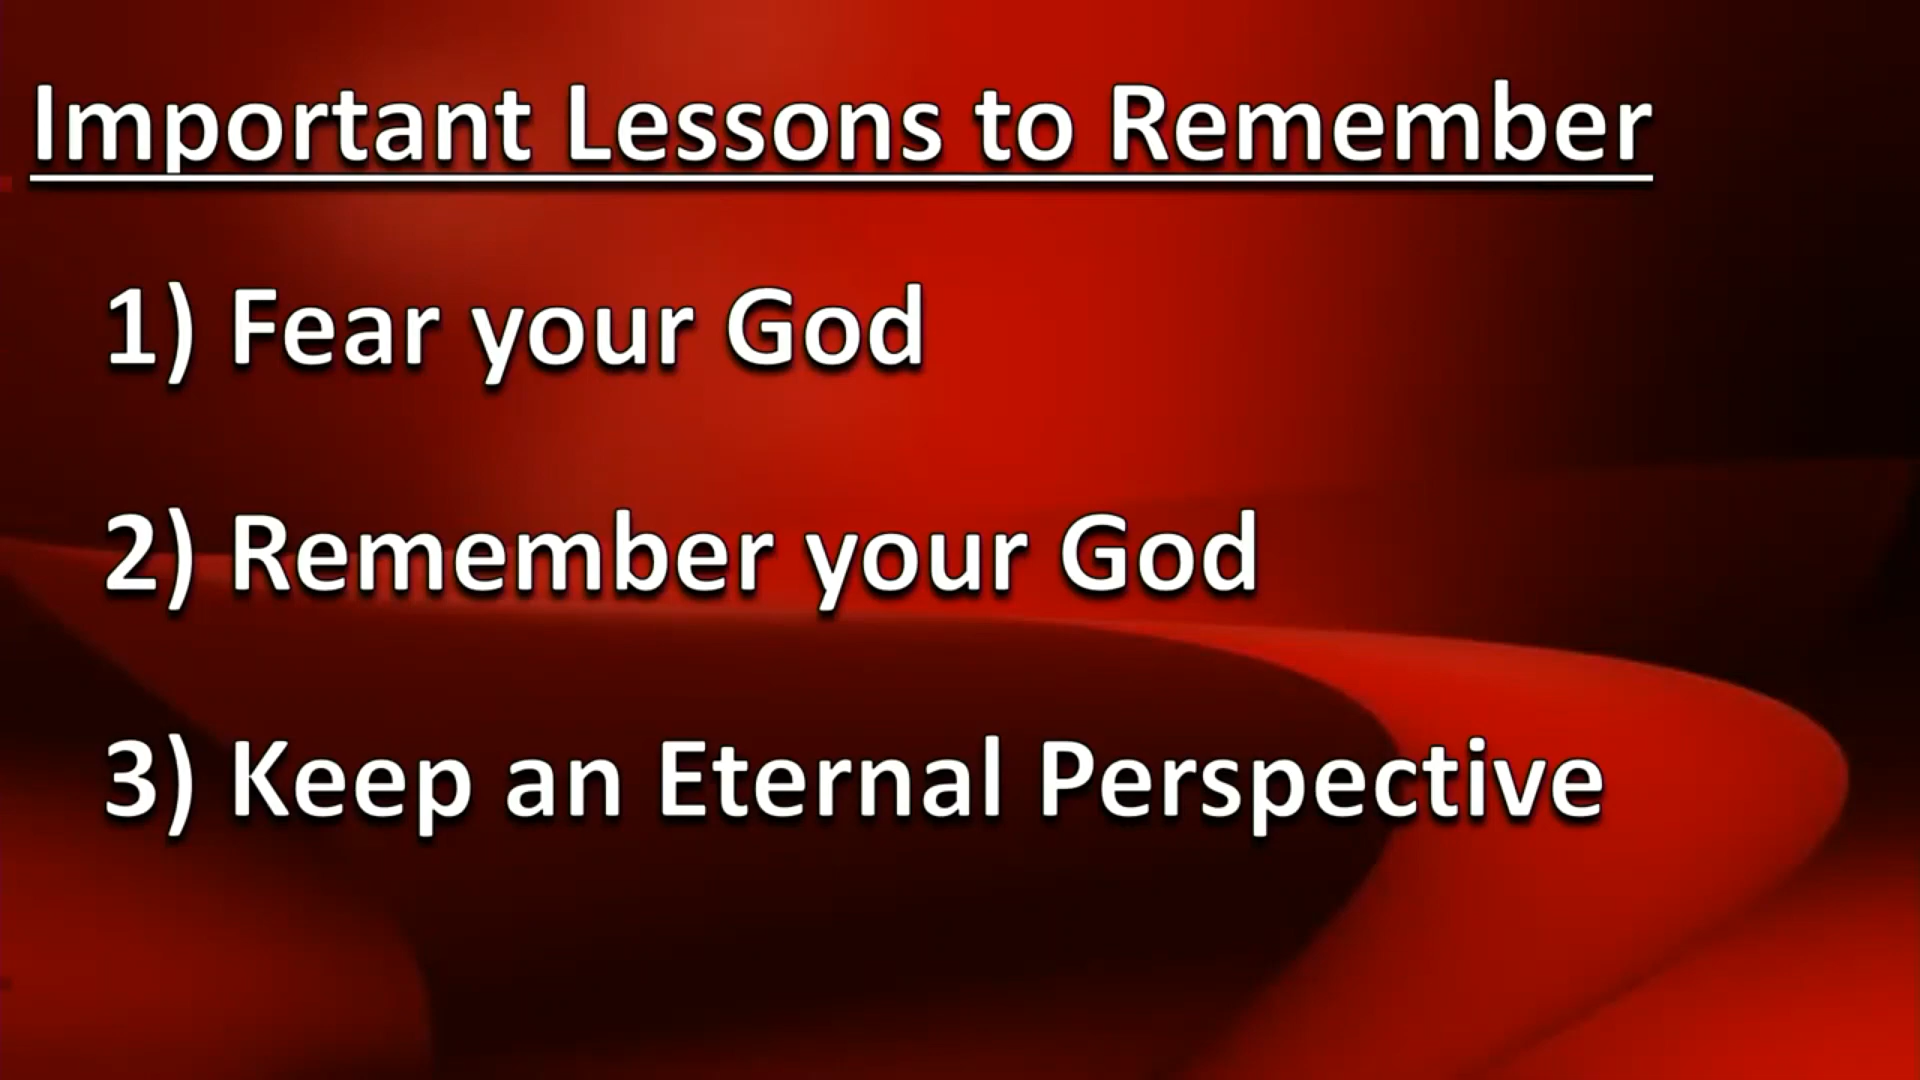 Important Lessons to Remember
1) Fear your God
2) Remember your God
3) Keep an Eternal Perspective